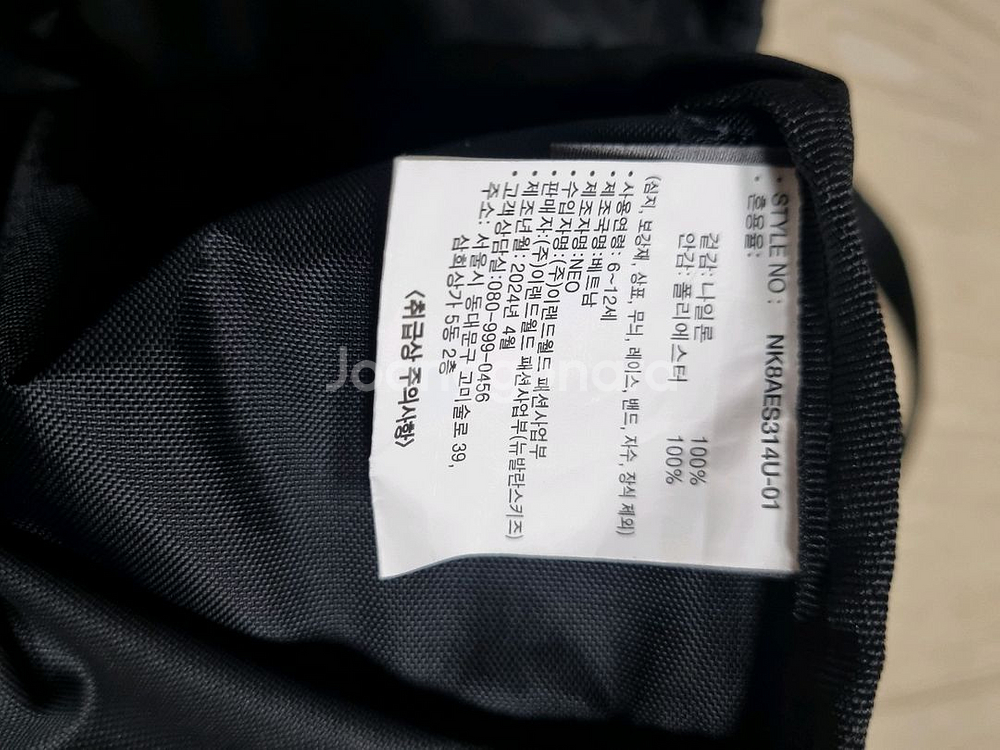 • STYLE NO : NK8AES314U-01
• 혼용율:
겉감: 나일론 100%
안감: 폴리에스터 100%
(심지, 보강재, 상표, 무늬, 레이스, 밴드, 자수, 장식 제외)
• 사용연령: 6~12세
• 제조국명:베트남
• 제조자명:NEO
• 수입자명:(주)이랜드월드 패션사업부
• 판매자:(주)이랜드월드 패션사업부(뉴발란스키즈)
• 제조년월: 2024년 4월
• 고객상담실:080-999-0456
주소: 서울시 동대문구 고미술로 39,
삼희상가 5동 2층
<취급상 주의사항>
Joonggonara